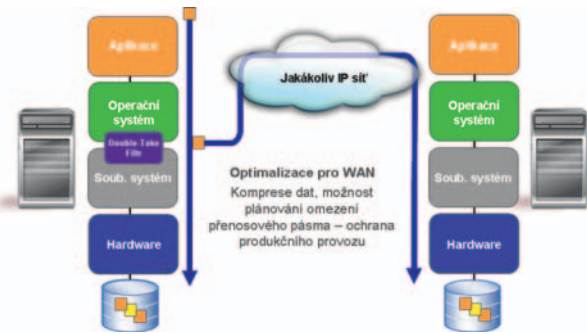 Aplikace
Operační
systém
Double-Take
Filtr
Soub. systém
Hardware
Jakákoliv IP síť
Optimalizace pro WAN
Komprese dat, možnost
plánování omezení
přenosového pásma – ochrana
produkčního provozu
Aplikace
Operační
systém
Soub. systém
Hardware